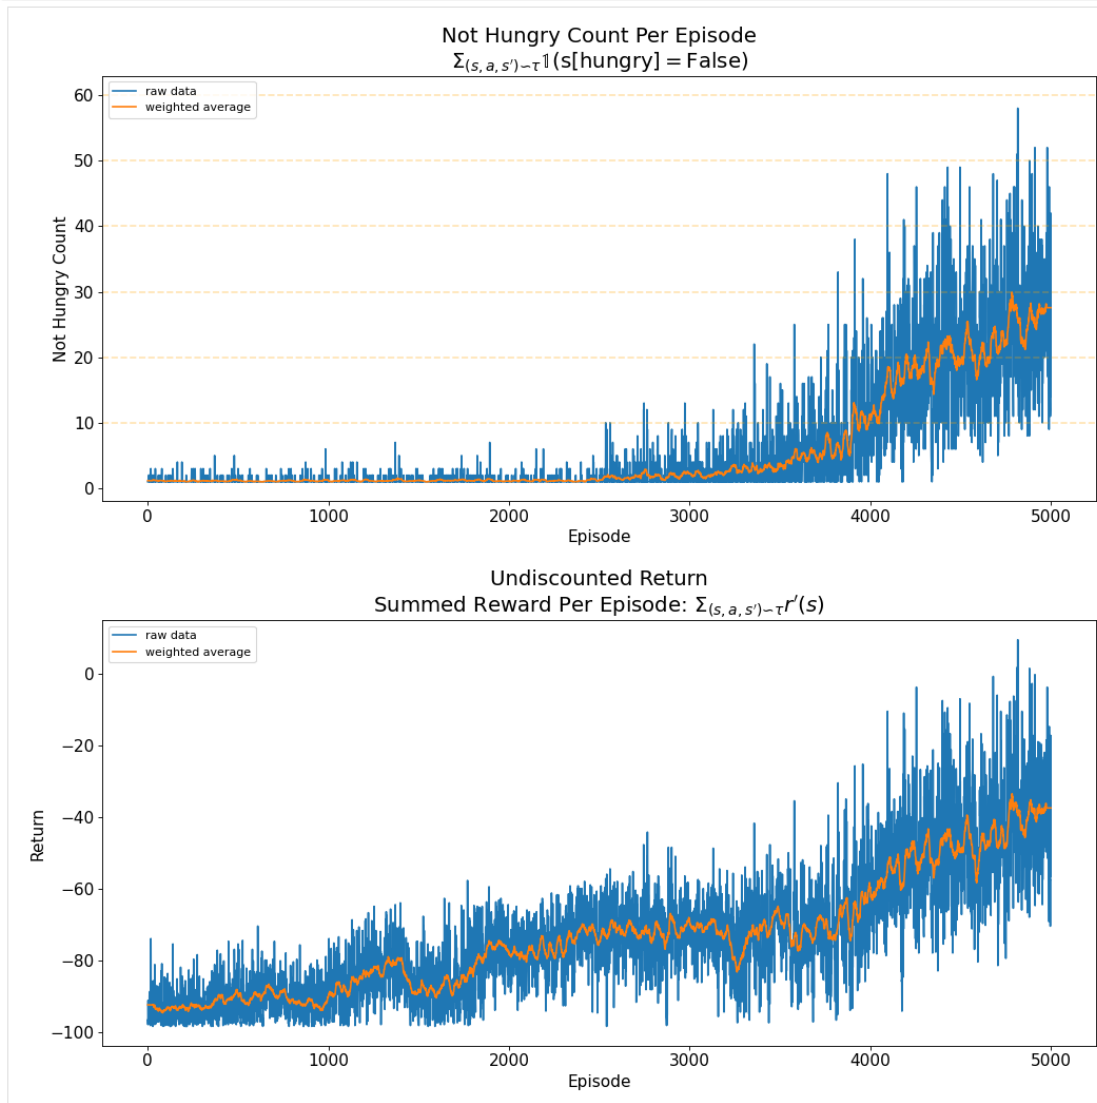 Not Hungry Count Per Episode
Σ(s, a, s′)∽τ𝟙(s[hungry] = False)
raw data
weighted average
60
50
40
30
20
10
0
Not Hungry Count
0 1000 2000 3000 4000 5000
Episode
Undiscounted Return
Summed Reward Per Episode: Σ(s, a, s′)∽τr′(s)
raw data
weighted average
0
−20
−40
−60
−80
−100
Return
0 1000 2000 3000 4000 5000
Episode